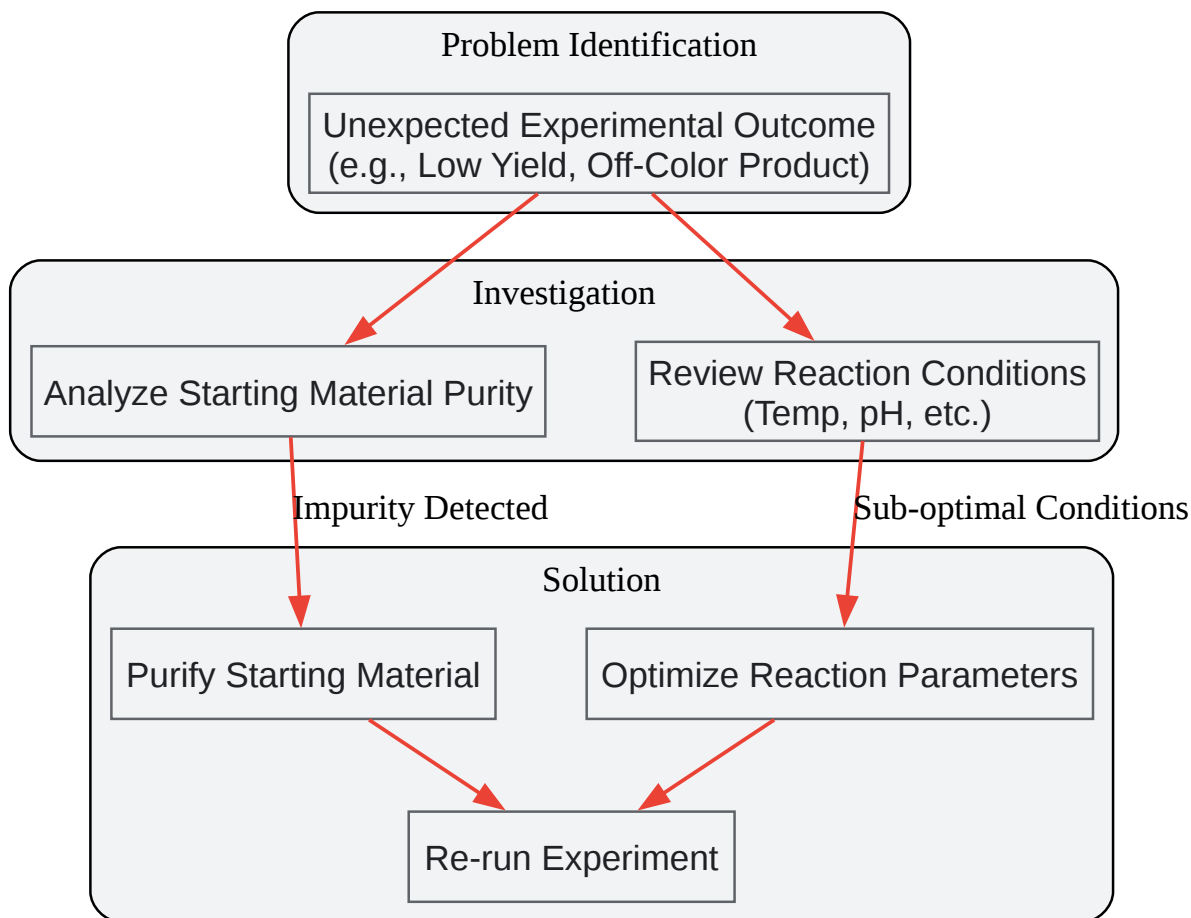 Problem Identification
Unexpected Experimental Outcome
(e.g., Low Yield, Off-Color Product)
Investigation
Analyze Starting Material Purity
Review Reaction Conditions
(Temp, pH, etc.)
Impurity Detected
Sub-optimal Conditions
Solution
Purify Starting Material
Optimize Reaction Parameters
Re-run Experiment